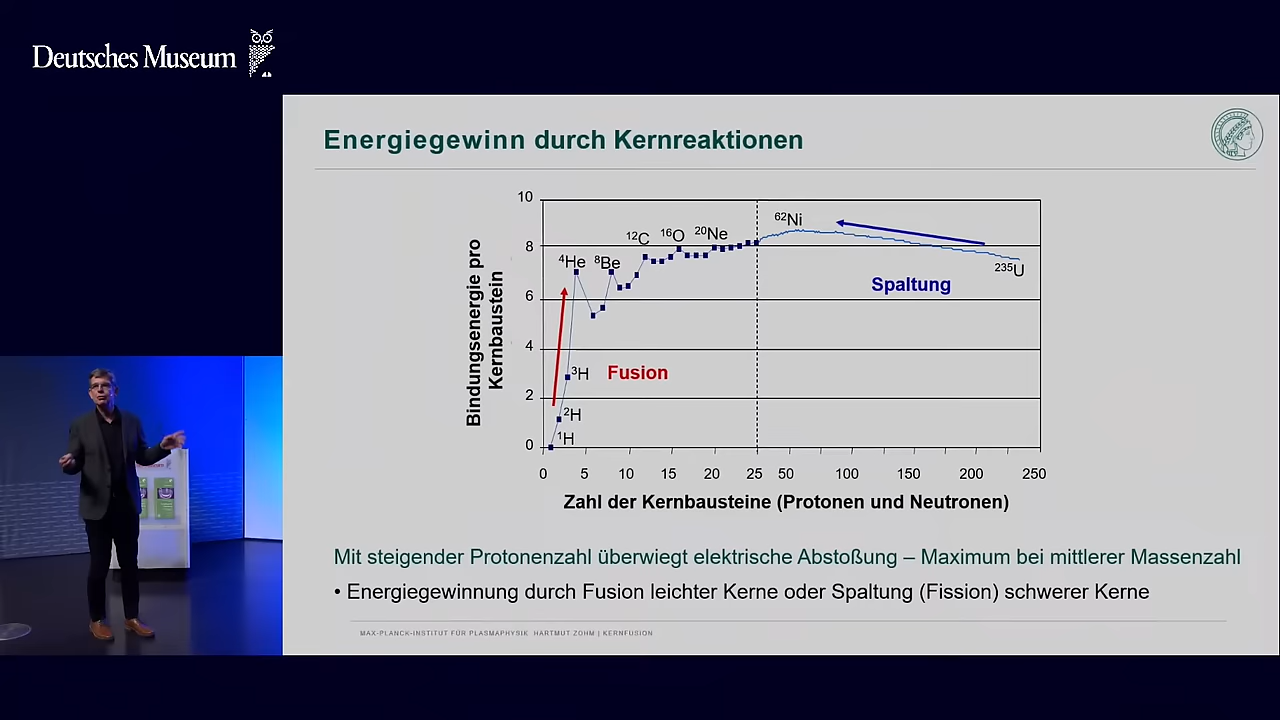 Deutsches Museum
Energiegewinn durch Kernreaktionen
Bindungsenergie pro
Kernbaustein
10
8
6
4
2
0
¹H
²H
³H
⁴He
⁸Be
¹²C
¹⁶O
²⁰Ne
⁶²Ni
²³⁵U
Fusion
Spaltung
0 5 10 15 20 25 50 100 150 200 250
Zahl der Kernbausteine (Protonen und Neutronen)
Mit steigender Protonenzahl überwiegt elektrische Abstoßung – Maximum bei mittlerer Massenzahl
• Energiegewinnung durch Fusion leichter Kerne oder Spaltung (Fission) schwerer Kerne
MAX-PLANCK-INSTITUT FÜR PLASMAPHYSIK HARTMUT ZOHM | KERNFUSION